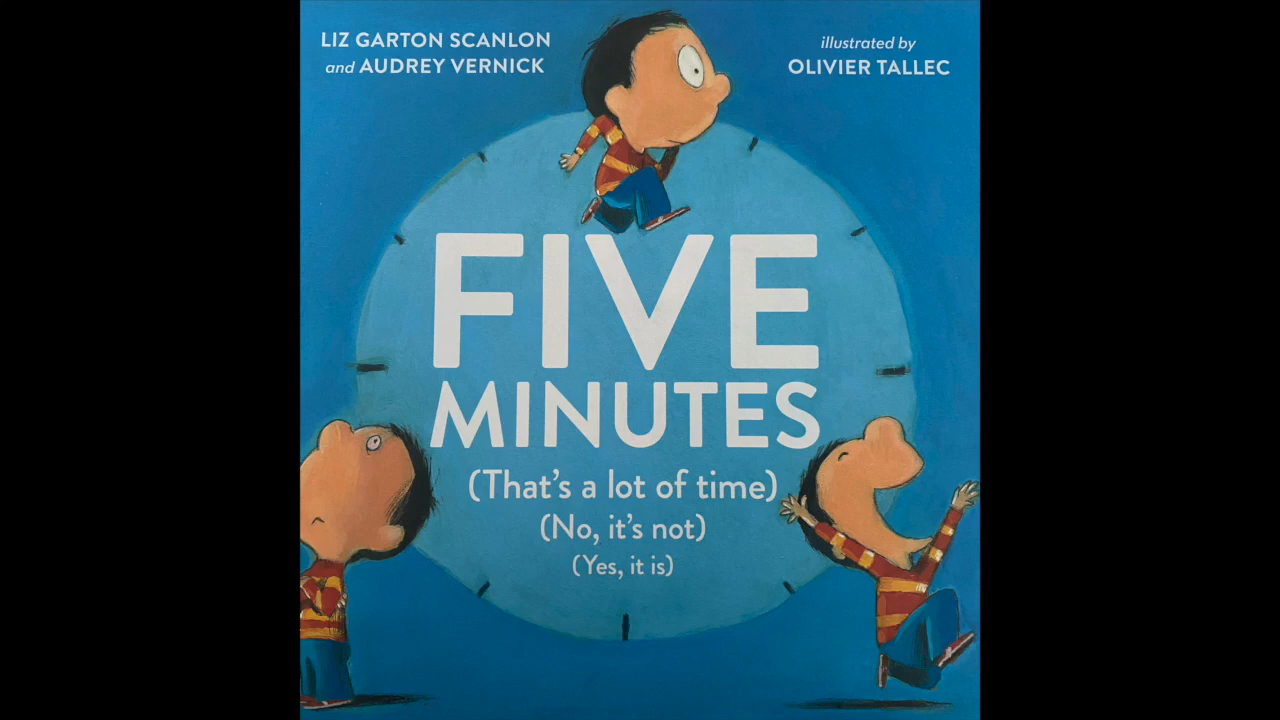 LIZ GARTON SCANLON
and AUDREY VERNICK
illustrated by
OLIVIER TALLEC
FIVE
MINUTES
(That's a lot of time)
(No, it's not)
(Yes, it is)